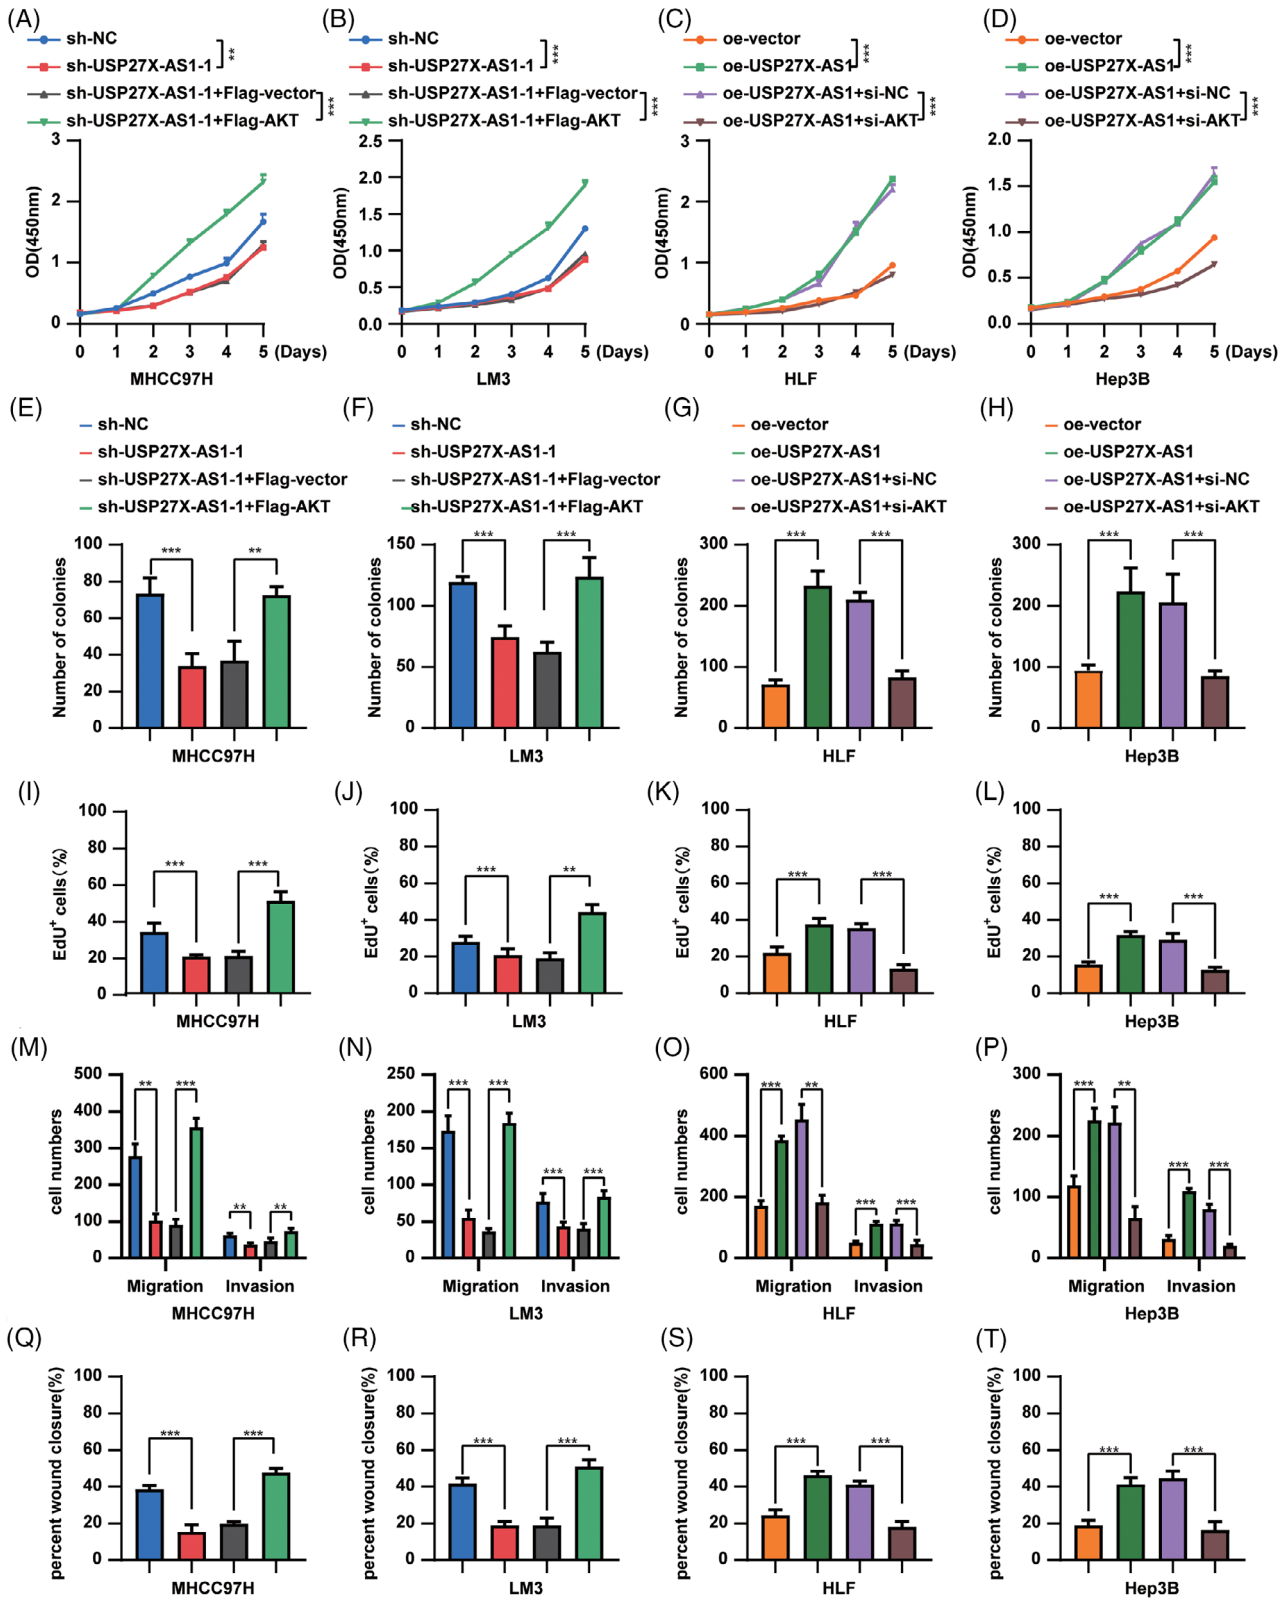 (A)
sh-NC
sh-USP27X-AS1-1
sh-USP27X-AS1-1+Flag-vector
sh-USP27X-AS1-1+Flag-AKT
**
***
OD(450nm)
3
2
1
0
0 1 2 3 4 5 (Days)
MHCC97H
(B)
sh-NC
sh-USP27X-AS1-1
sh-USP27X-AS1-1+Flag-vector
sh-USP27X-AS1-1+Flag-AKT
***
***
OD(450nm)
2.5
2.0
1.5
1.0
0.5
0.0
0 1 2 3 4 5 (Days)
LM3
(C)
oe-vector
oe-USP27X-AS1
oe-USP27X-AS1+si-NC
oe-USP27X-AS1+si-AKT
***
***
OD(450nm)
3
2
1
0
0 1 2 3 4 5 (Days)
HLF
(D)
oe-vector
oe-USP27X-AS1
oe-USP27X-AS1+si-NC
oe-USP27X-AS1+si-AKT
***
***
OD(450nm)
2.0
1.5
1.0
0.5
0.0
0 1 2 3 4 5 (Days)
Hep3B
(E)
sh-NC
sh-USP27X-AS1-1
sh-USP27X-AS1-1+Flag-vector
sh-USP27X-AS1-1+Flag-AKT
Number of colonies
100
80
60
40
20
0
*** **
MHCC97H
(F)
sh-NC
sh-USP27X-AS1-1
sh-USP27X-AS1-1+Flag-vector
sh-USP27X-AS1-1+Flag-AKT
Number of colonies
150
100
50
0
*** ***
LM3
(G)
oe-vector
oe-USP27X-AS1
oe-USP27X-AS1+si-NC
oe-USP27X-AS1+si-AKT
Number of colonies
300
200
100
0
*** ***
HLF
(H)
oe-vector
oe-USP27X-AS1
oe-USP27X-AS1+si-NC
oe-USP27X-AS1+si-AKT
Number of colonies
300
200
100
0
*** ***
Hep3B
(I)
EdU+ cells(%)
100
80
60
40
20
0
*** ***
MHCC97H
(J)
EdU+ cells(%)
100
80
60
40
20
0
*** **
LM3
(K)
EdU+ cells(%)
100
80
60
40
20
0
*** ***
HLF
(L)
EdU+ cells(%)
100
80
60
40
20
0
*** ***
Hep3B
(M)
cell numbers
500
400
300
200
100
0
** *** ** **
Migration Invasion
MHCC97H
(N)
cell numbers
250
200
150
100
50
0
*** *** *** ***
Migration Invasion
LM3
(O)
cell numbers
600
400
200
0
*** ** *** ***
Migration Invasion
HLF
(P)
cell numbers
300
200
100
0
*** ** *** ***
Migration Invasion
Hep3B
(Q)
percent wound closure(%)
100
80
60
40
20
0
*** ***
MHCC97H
(R)
percent wound closure(%)
100
80
60
40
20
0
*** ***
LM3
(S)
percent wound closure(%)
100
80
60
40
20
0
*** ***
HLF
(T)
percent wound closure(%)
100
80
60
40
20
0
*** ***
Hep3B